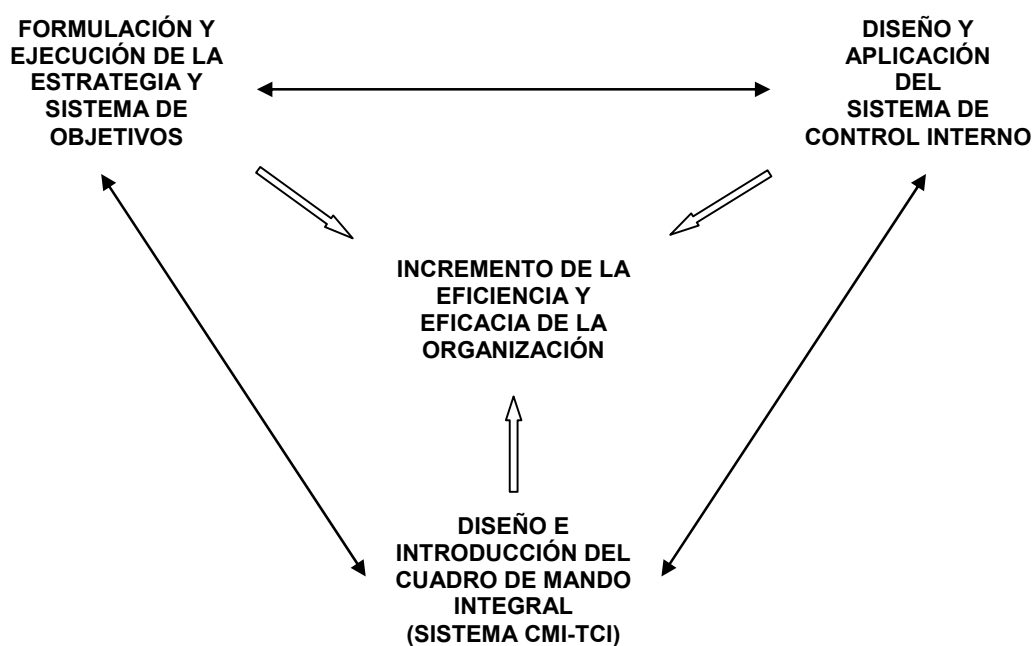 FORMULACIÓN Y
EJECUCIÓN DE LA
ESTRATEGIA Y
SISTEMA DE
OBJETIVOS
DISEÑO Y
APLICACIÓN
DEL
SISTEMA DE
CONTROL INTERNO
INCREMENTO DE LA
EFICIENCIA Y
EFICACIA DE LA
ORGANIZACIÓN
DISEÑO E
INTRODUCCIÓN DEL
CUADRO DE MANDO
INTEGRAL
(SISTEMA CMI-TCI)